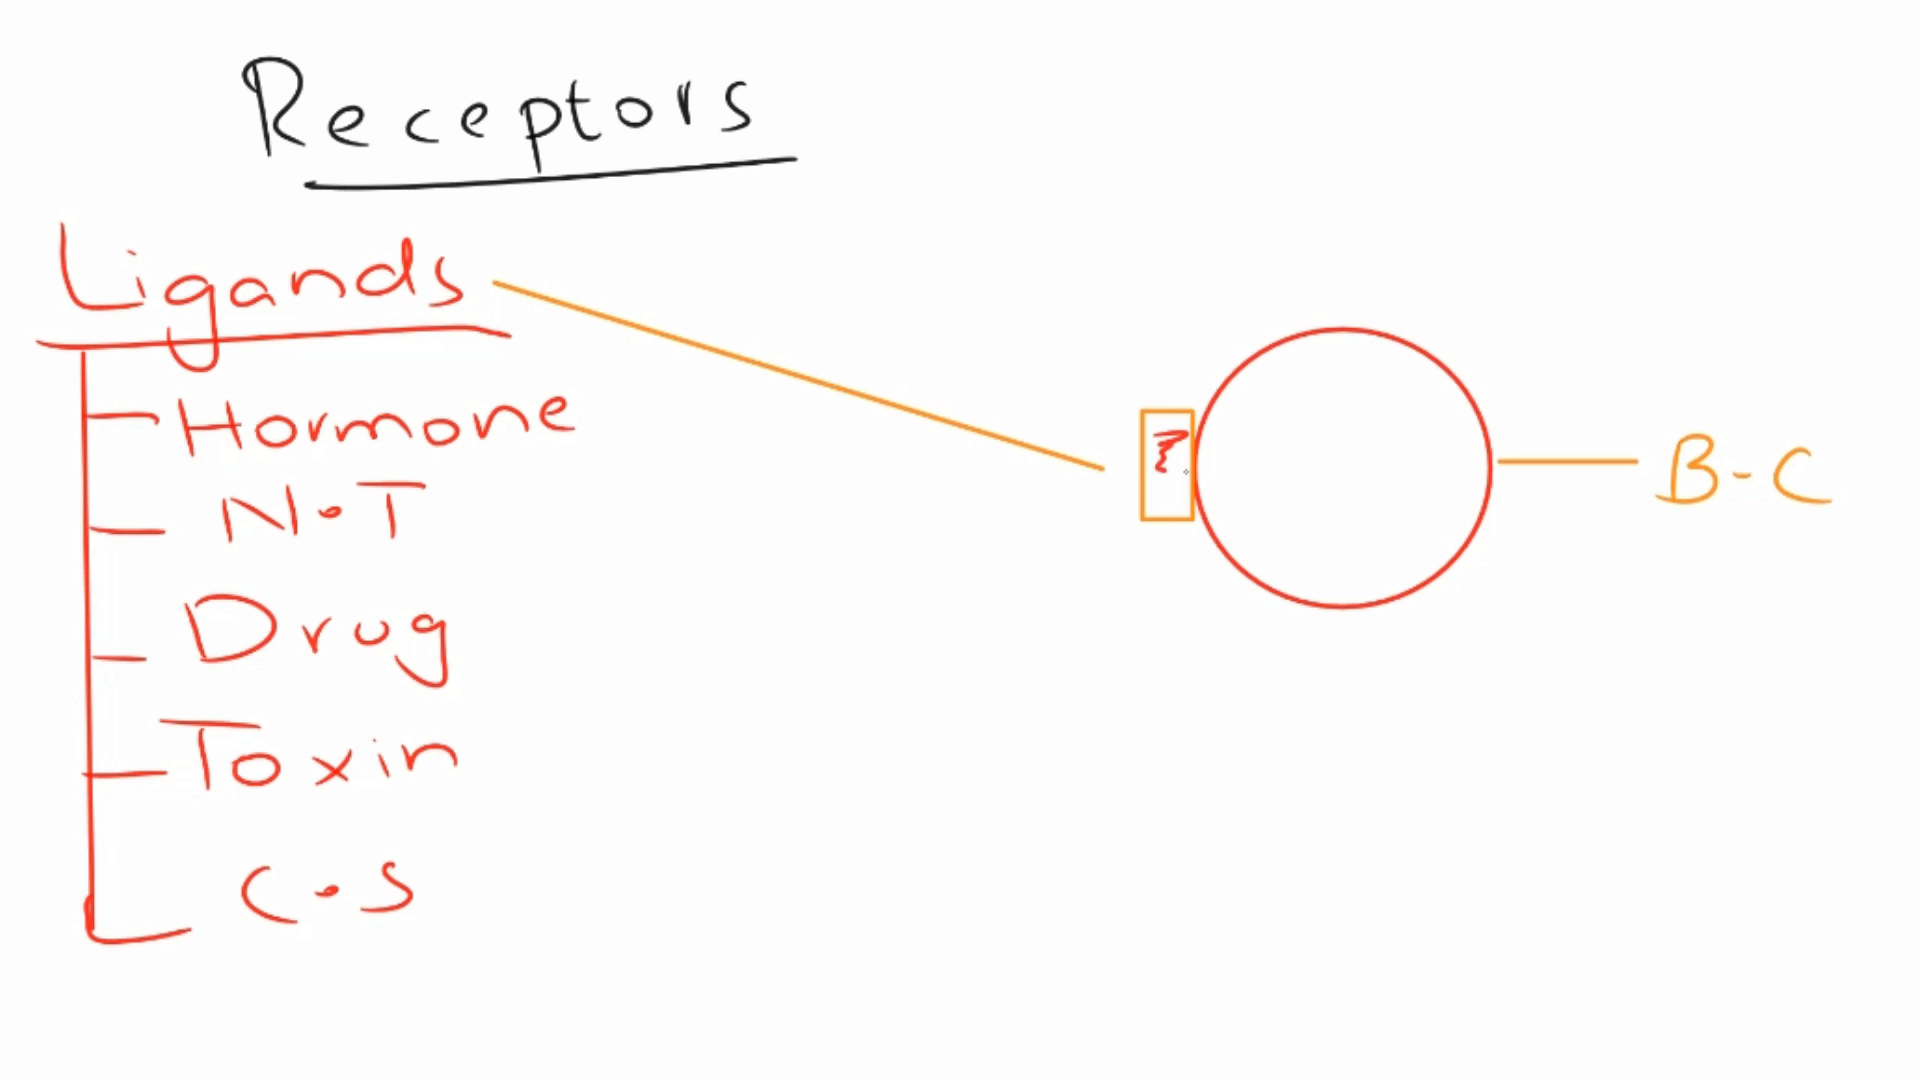 Receptors
Ligands
Hormone
N.T
Drug
Toxin
C.S
B-C